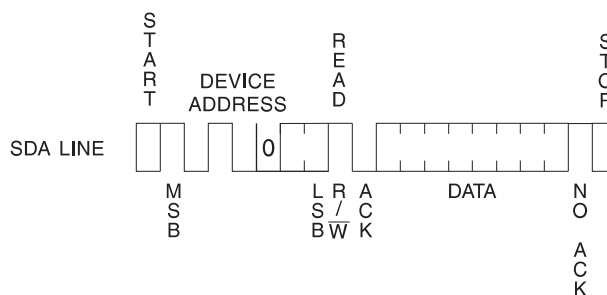 START
DEVICE
ADDRESS
READ
STOP
SDA LINE
0
MSB
LSB
R/W
ACK
DATA
NO ACK